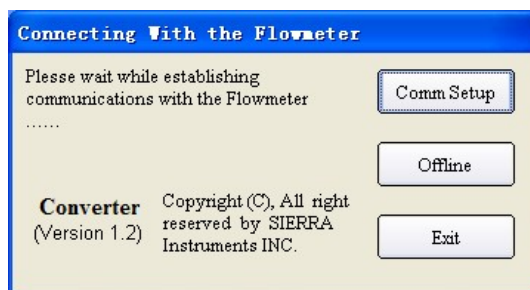 Connecting With the Flowmeter
Plesse wait while establishing
communications with the Flowmeter
......
Comm Setup
Offline
Converter
(Version 1.2)
Copyright (C), All right
reserved by SIERRA
Instruments INC.
Exit